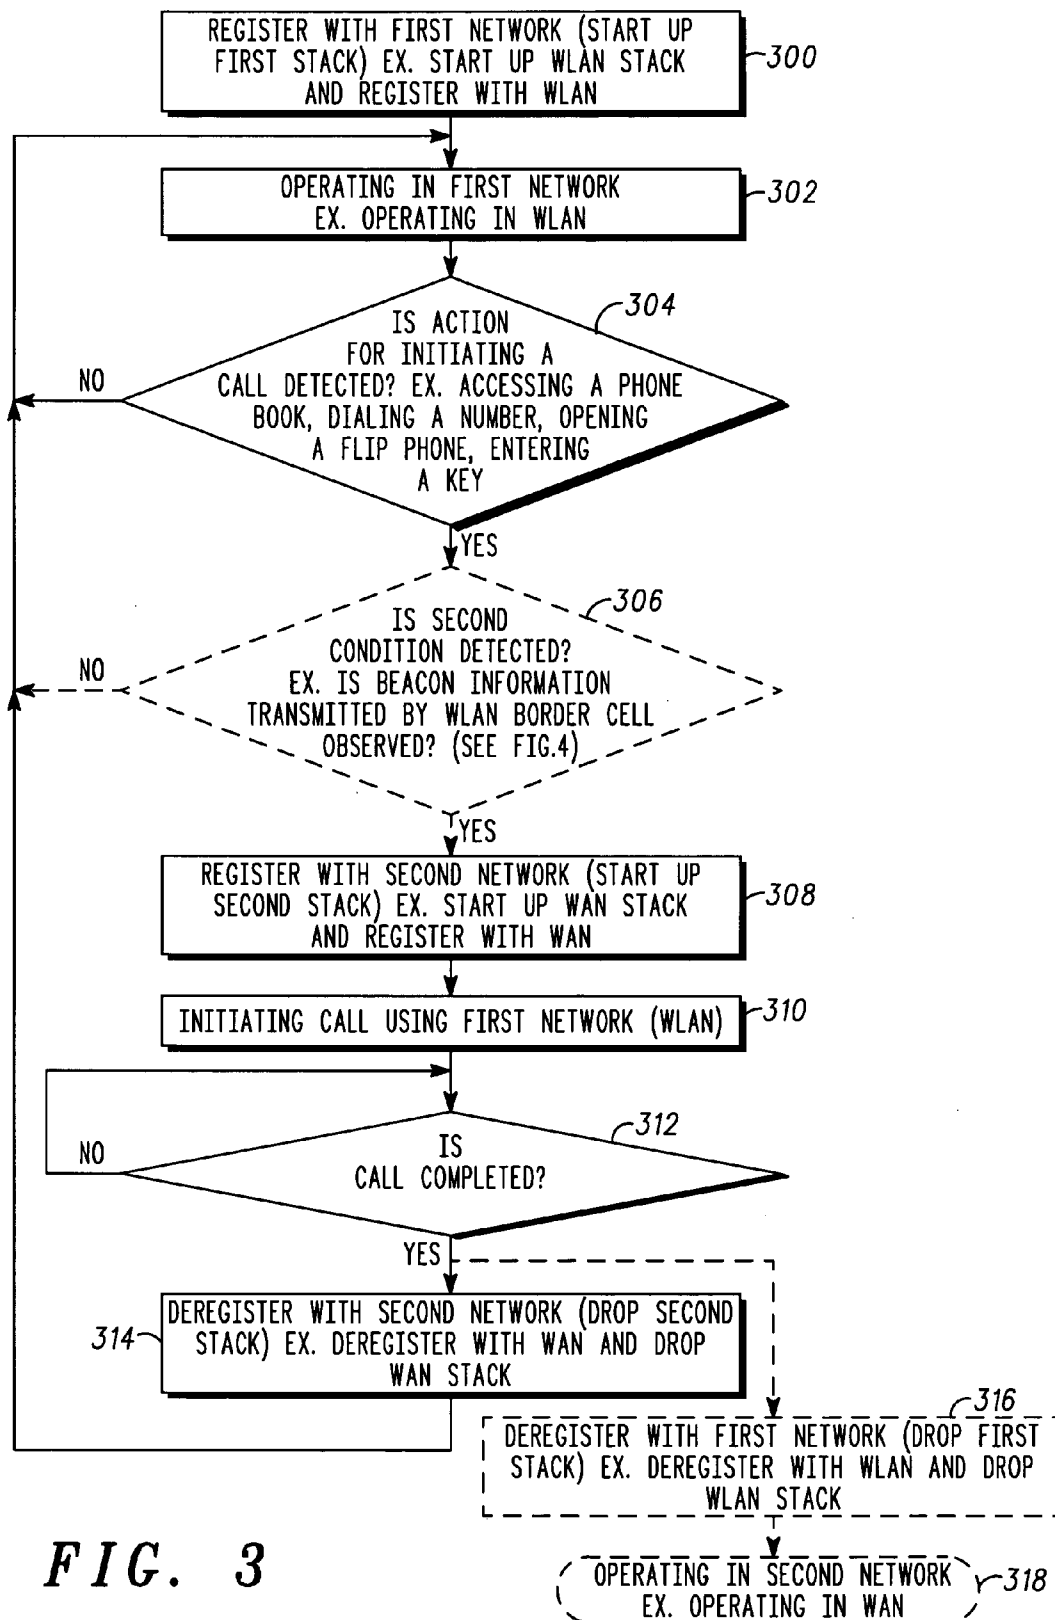 REGISTER WITH FIRST NETWORK (START UP
FIRST STACK) EX. START UP WLAN STACK
AND REGISTER WITH WLAN
300
OPERATING IN FIRST NETWORK
EX. OPERATING IN WLAN
302
IS ACTION
FOR INITIATING A
CALL DETECTED? EX. ACCESSING A PHONE
BOOK, DIALING A NUMBER, OPENING
A FLIP PHONE, ENTERING
A KEY
304
NO
YES
IS SECOND
CONDITION DETECTED?
EX. IS BEACON INFORMATION
TRANSMITTED BY WLAN BORDER CELL
OBSERVED? (SEE FIG.4)
306
NO
YES
REGISTER WITH SECOND NETWORK (START UP
SECOND STACK) EX. START UP WAN STACK
AND REGISTER WITH WAN
308
INITIATING CALL USING FIRST NETWORK (WLAN)
310
IS
CALL COMPLETED?
312
NO
YES
DEREGISTER WITH SECOND NETWORK (DROP SECOND
STACK) EX. DEREGISTER WITH WAN AND DROP
WAN STACK
314
316
DEREGISTER WITH FIRST NETWORK (DROP FIRST
STACK) EX. DEREGISTER WITH WLAN AND DROP
WLAN STACK
OPERATING IN SECOND NETWORK
EX. OPERATING IN WAN
318
FIG. 3